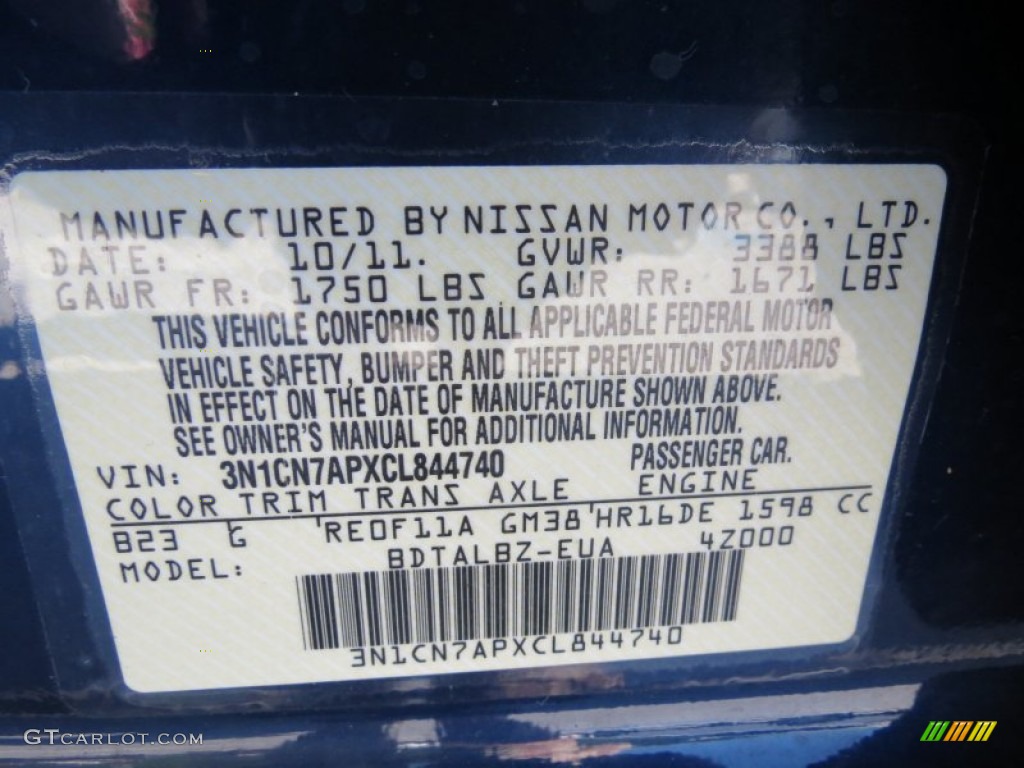 MANUFACTURED BY NISSAN MOTOR CO., LTD.
DATE: 10/11. GVWR: 3388 LBS
GAWR FR: 1750 LBS GAWR RR: 1671 LBS
THIS VEHICLE CONFORMS TO ALL APPLICABLE FEDERAL MOTOR
VEHICLE SAFETY, BUMPER AND THEFT PREVENTION STANDARDS
IN EFFECT ON THE DATE OF MANUFACTURE SHOWN ABOVE.
SEE OWNER'S MANUAL FOR ADDITIONAL INFORMATION.
VIN: 3N1CN7APXCL844740 PASSENGER CAR.
COLOR TRIM TRANS AXLE ENGINE
B23 G RE0F11A GM38 HR16DE 1598 CC
MODEL: BDTALBZ-EUA 4Z000
3N1CN7APXCL844740
GTCARLOT.COM